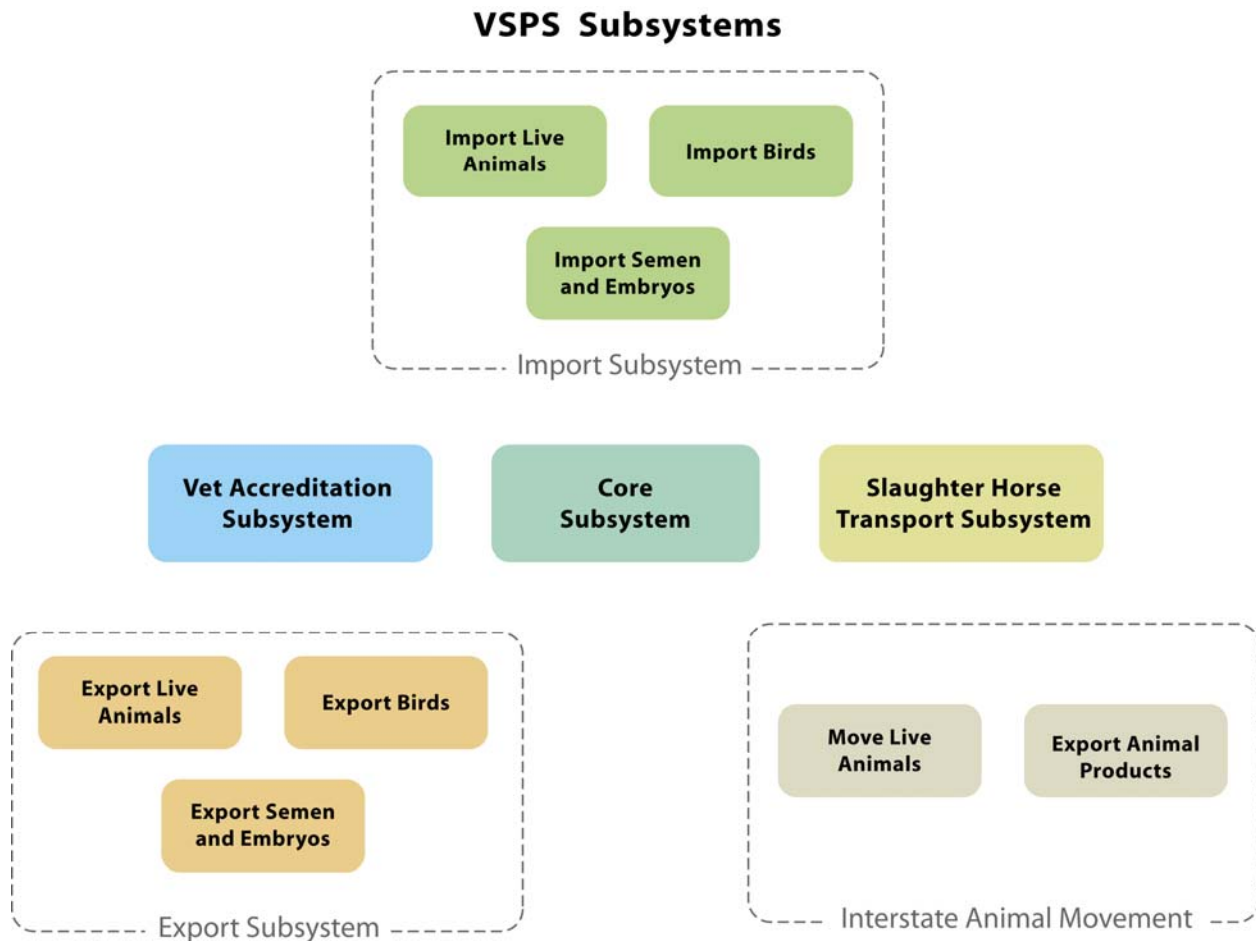 VSPS Subsystems
Import Live
Animals
Import Birds
Import Semen
and Embryos
Import Subsystem
Vet Accreditation
Subsystem
Core
Subsystem
Slaughter Horse
Transport Subsystem
Export Live
Animals
Export Birds
Export Semen
and Embryos
Export Subsystem
Move Live
Animals
Export Animal
Products
Interstate Animal Movement